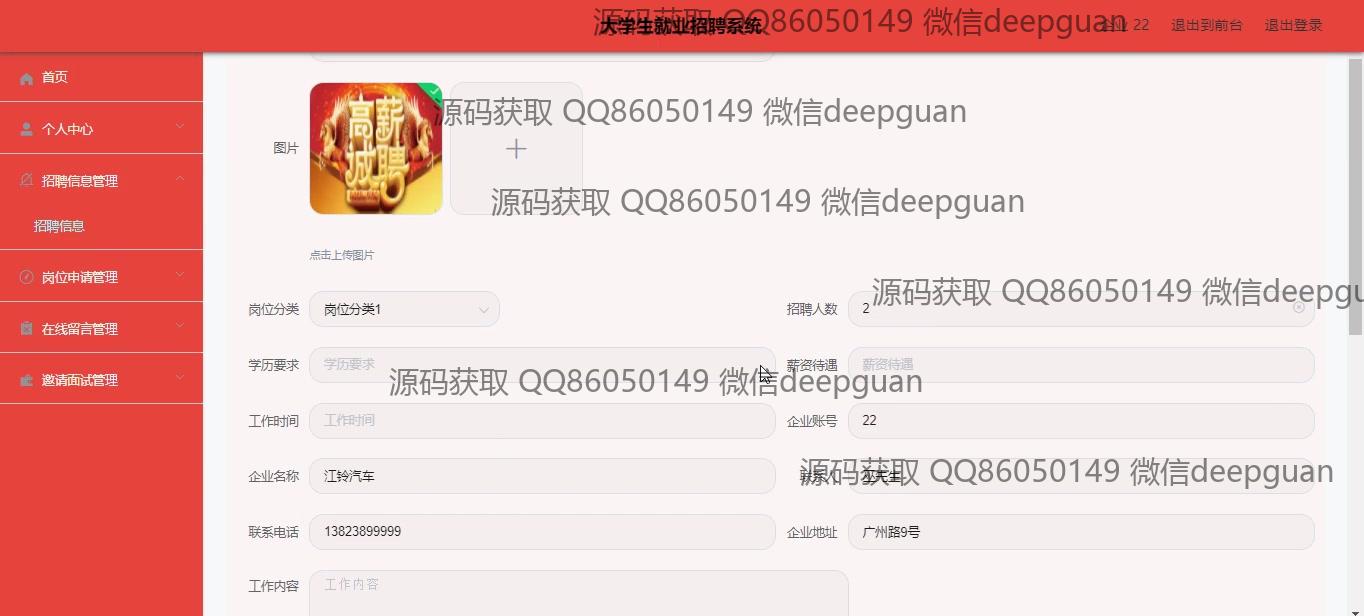 大学生就业招聘系统
源码获取 QQ86050149 微信deepguan
企业 22 退出到前台 退出登录
首页
个人中心
招聘信息管理
招聘信息
岗位申请管理
在线留言管理
邀请面试管理
图片
高薪诚聘
源码获取 QQ86050149 微信deepguan
源码获取 QQ86050149 微信deepguan
点击上传图片
源码获取 QQ86050149 微信deepgu
岗位分类 岗位分类1 招聘人数 2
学历要求 学历要求 薪资待遇 薪资待遇
源码获取 QQ86050149 微信deepguan
工作时间 工作时间 企业账号 22
源码获取 QQ86050149 微信deepguan
企业名称 江铃汽车 联系人
联系电话 13823899999 企业地址 广州路9号
工作内容 工作内容